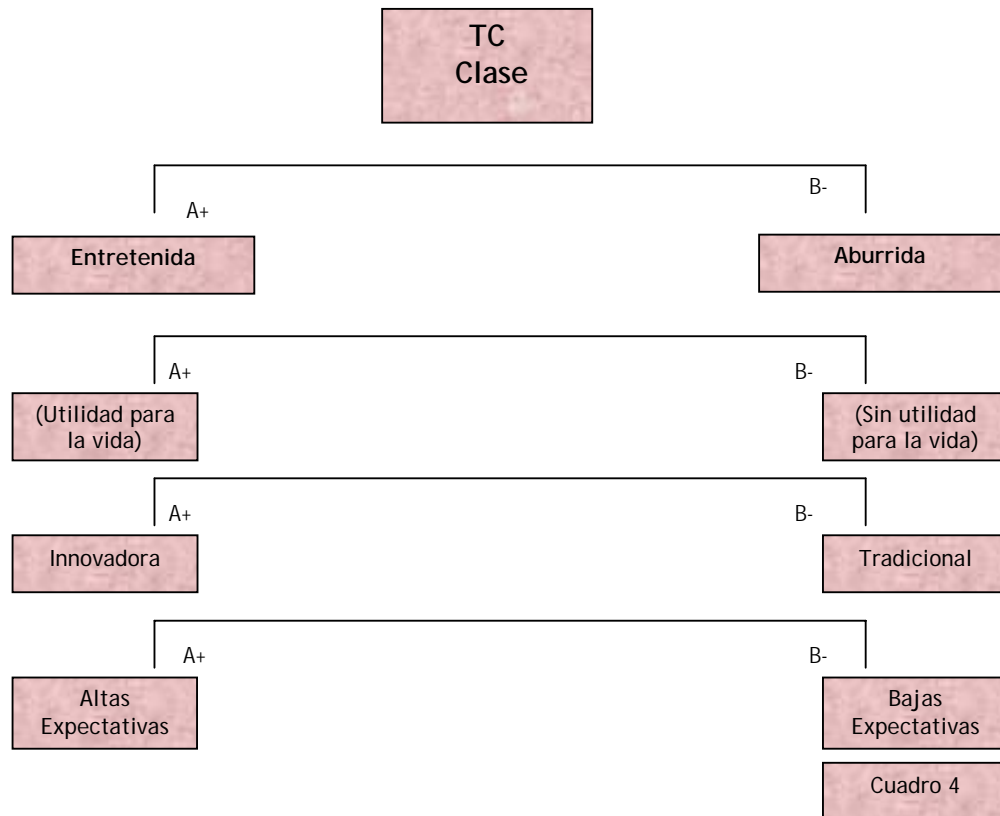 TC
Clase
A+
B-
Entretenida
Aburrida
A+
B-
(Utilidad para
la vida)
(Sin utilidad
para la vida)
A+
B-
Innovadora
Tradicional
A+
B-
Altas
Expectativas
Bajas
Expectativas
Cuadro 4